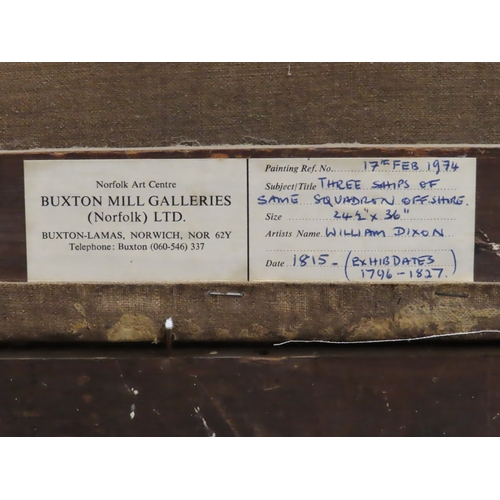 Norfolk Art Centre
BUXTON MILL GALLERIES
(Norfolk) LTD.
BUXTON-LAMAS, NORWICH, NOR 62Y
Telephone: Buxton (060-546) 337
Painting Ref. No. 17TH FEB 1974
Subject/Title THREE SHIPS OF
SAME SQUADRON OFFSHORE.
Size 24½" x 36"
Artists Name WILLIAM DIXON
Date 1815 - (EXHIB DATES
1796-1827.)